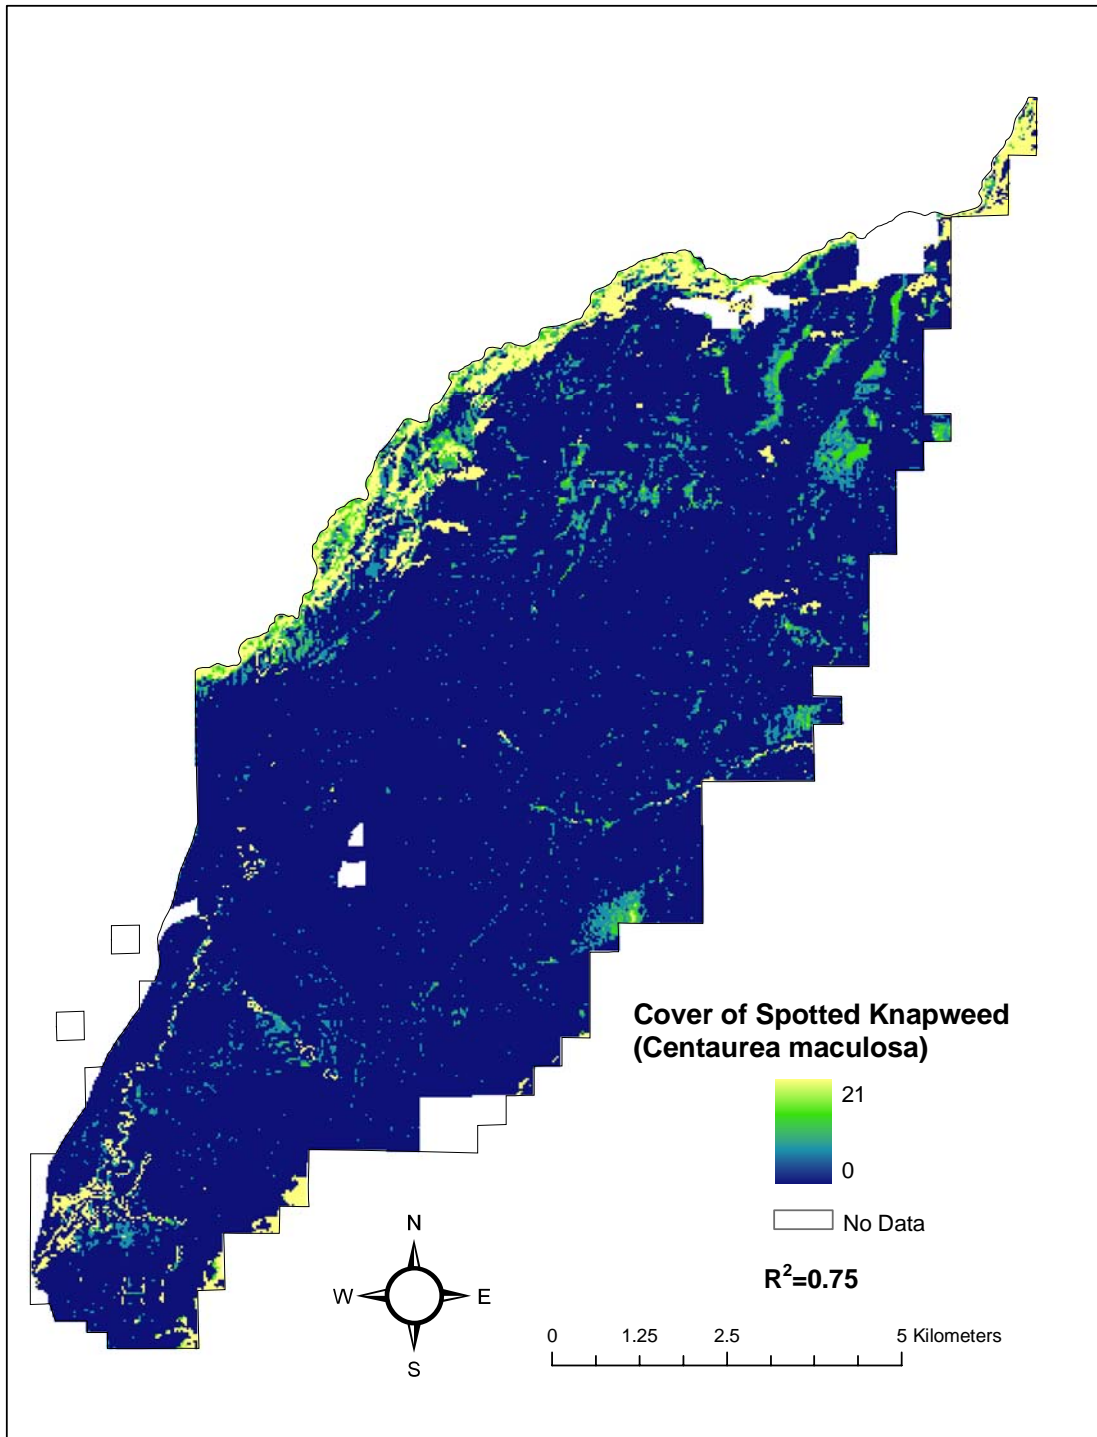 Cover of Spotted Knapweed
(Centaurea maculosa)
21
0
No Data
R²=0.75
N
W E
S
0 1.25 2.5 5 Kilometers